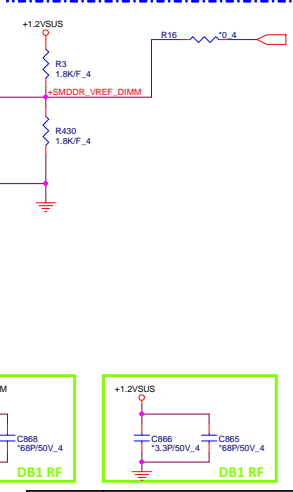 +1.2VSUS
R16
*0_4
R3
1.8K/F_4
+SMDDR_VREF_DIMM
R430
1.8K/F_4
M
+1.2VSUS
C868
*68P/50V_4
C866
*3.3P/50V_4
C865
*68P/50V_4
DB1 RF
DB1 RF